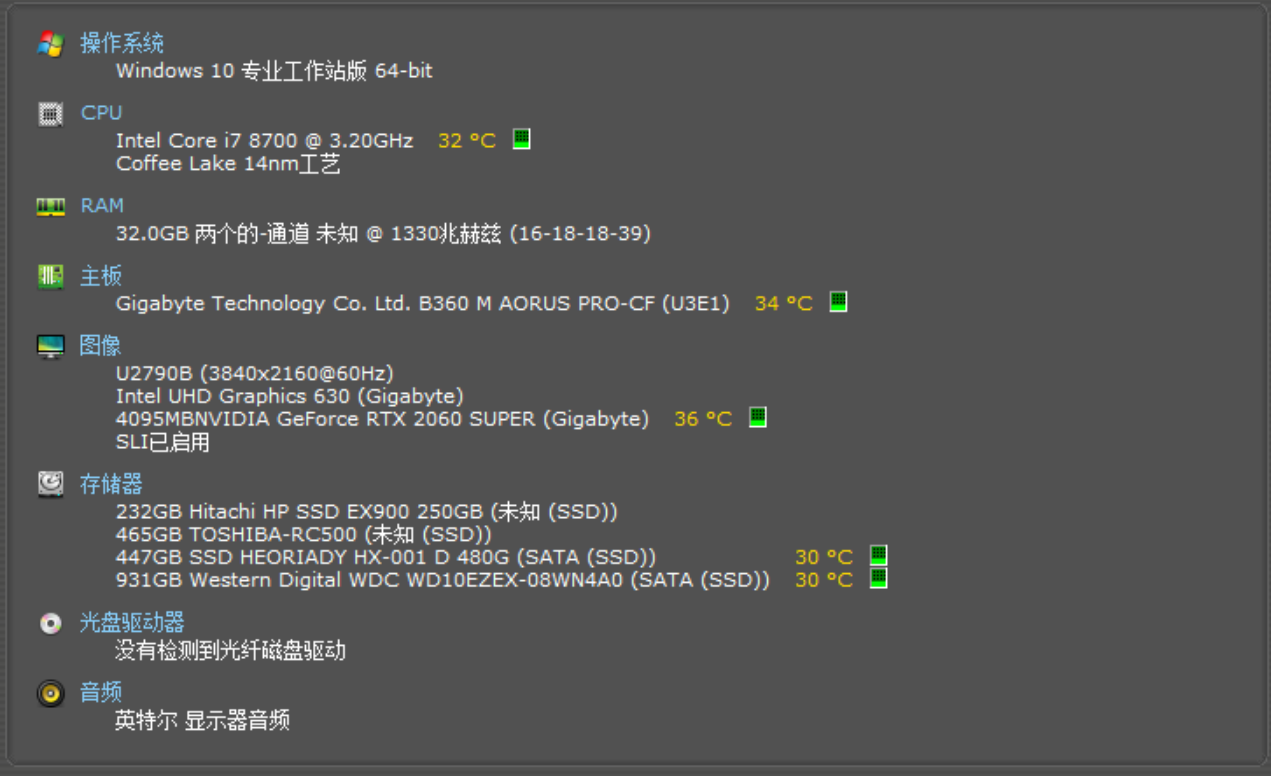 操作系统
Windows 10 专业工作站版 64-bit
CPU
Intel Core i7 8700 @ 3.20GHz 32 °C
Coffee Lake 14nm工艺
RAM
32.0GB 两个的-通道 未知 @ 1330兆赫兹 (16-18-18-39)
主板
Gigabyte Technology Co. Ltd. B360 M AORUS PRO-CF (U3E1) 34 °C
图像
U2790B (3840x2160@60Hz)
Intel UHD Graphics 630 (Gigabyte)
4095MBNVIDIA GeForce RTX 2060 SUPER (Gigabyte) 36 °C
SLI已启用
存储器
232GB Hitachi HP SSD EX900 250GB (未知 (SSD))
465GB TOSHIBA-RC500 (未知 (SSD))
447GB SSD HEORIADY HX-001 D 480G (SATA (SSD)) 30 °C
931GB Western Digital WDC WD10EZEX-08WN4A0 (SATA (SSD)) 30 °C
光盘驱动器
没有检测到光纤磁盘驱动
音频
英特尔 显示器音频